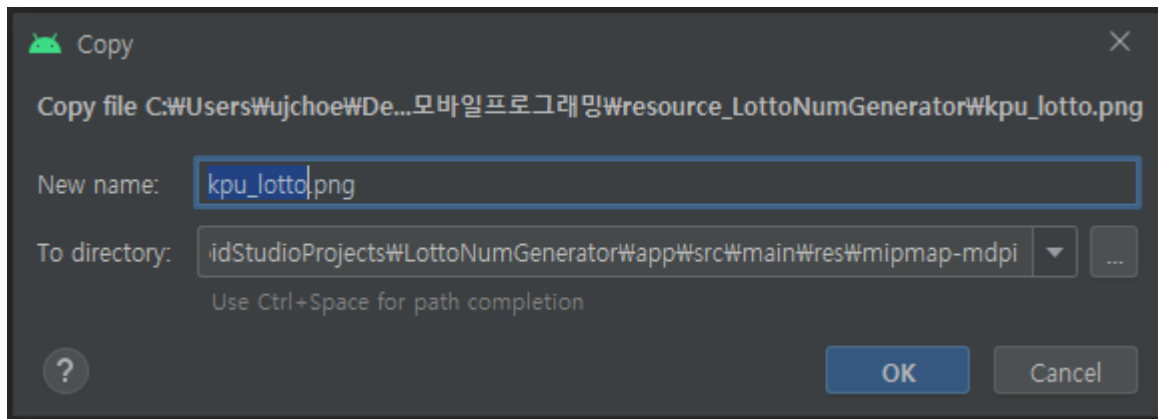 Copy
Copy file C:₩Users₩ujchoe₩De...모바일프로그래밍₩resource_LottoNumGenerator₩kpu_lotto.png
New name: kpu_lotto.png
To directory: idStudioProjects₩LottoNumGenerator₩app₩src₩main₩res₩mipmap-mdpi ...
Use Ctrl+Space for path completion
? OK Cancel